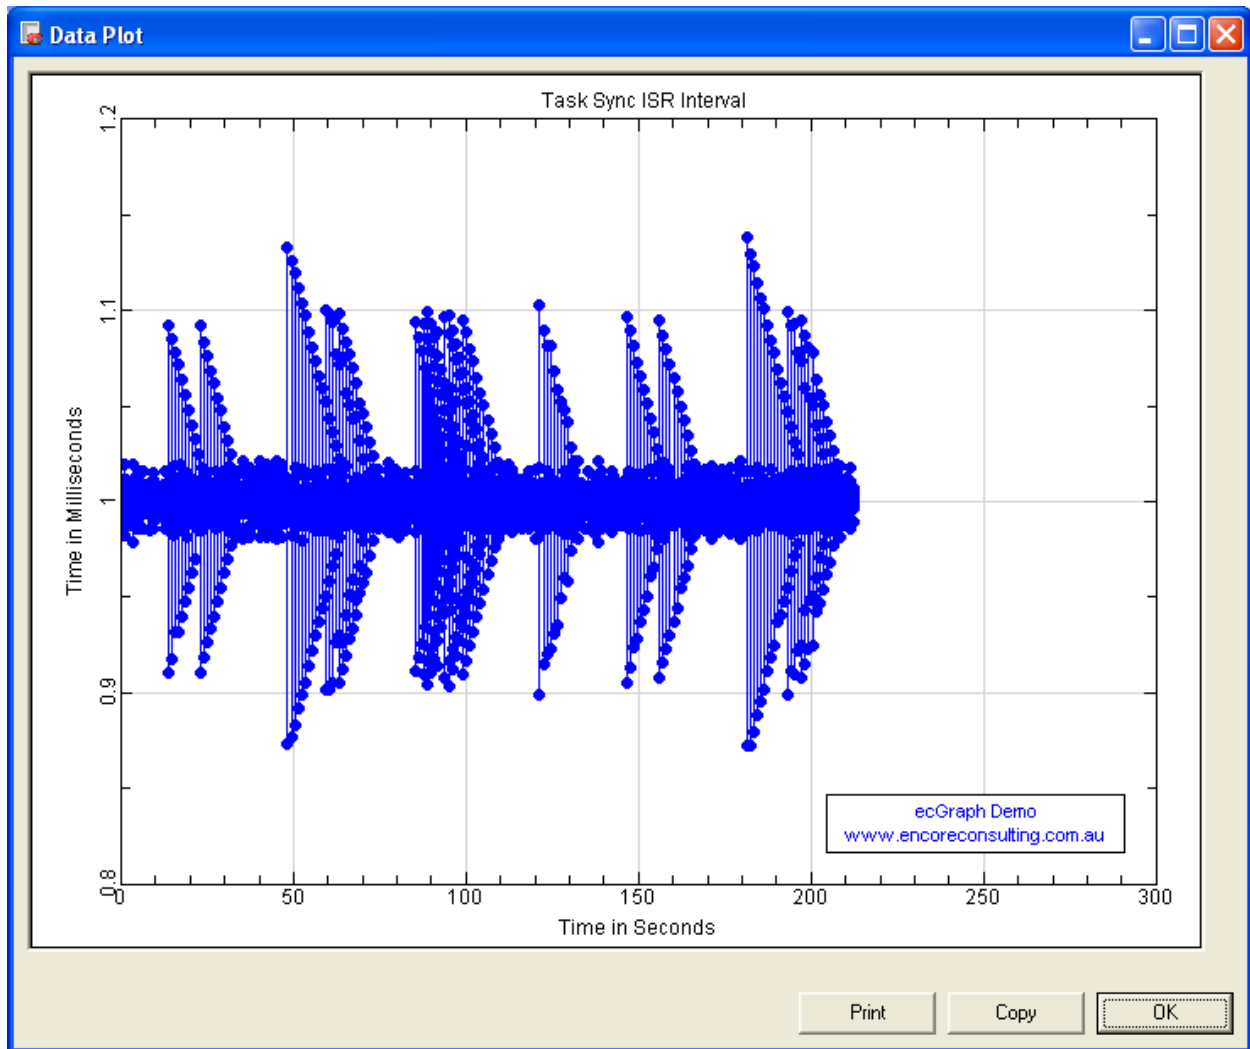 Data Plot
Task Sync ISR Interval
1.2
1.1
1
0.9
0.8
Time in Milliseconds
0 50 100 150 200 250 300
Time in Seconds
ecGraph Demo
www.encoreconsulting.com.au
Print Copy OK